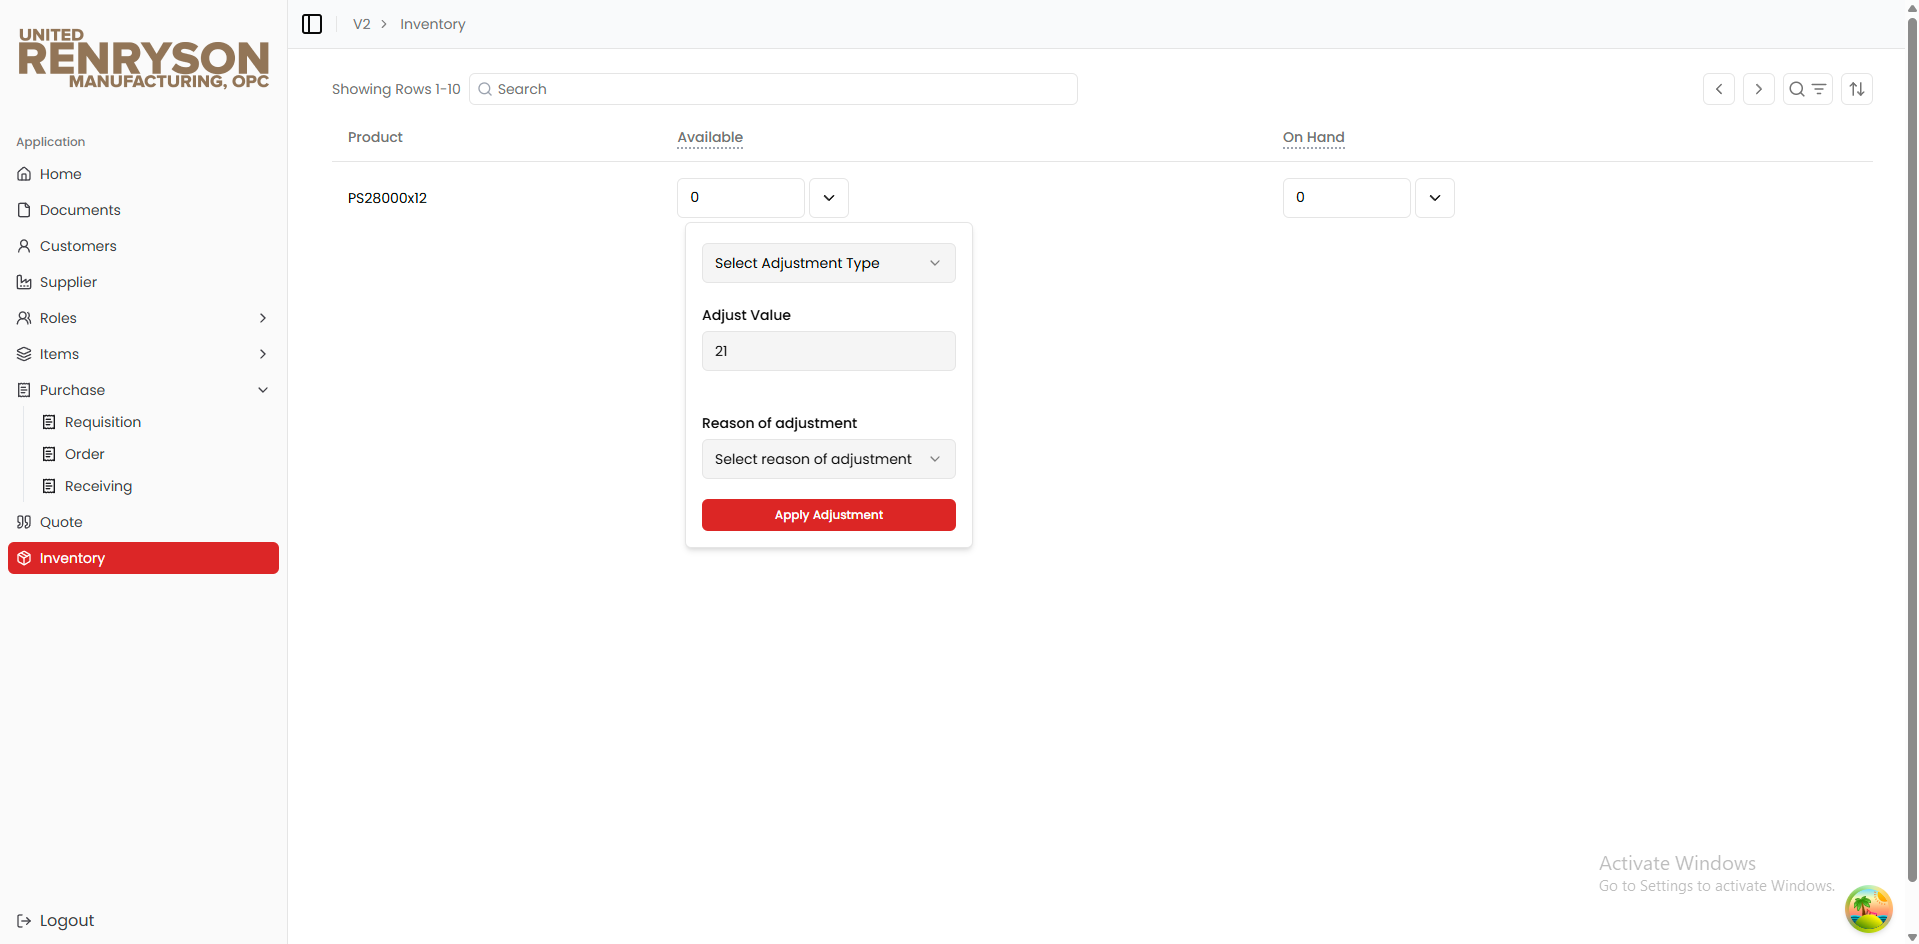 UNITED
RENRYSON
MANUFACTURING, OPC
Application
Home
Documents
Customers
Supplier
Roles
Items
Purchase
Requisition
Order
Receiving
Quote
Inventory
Logout
V2 > Inventory
Showing Rows 1-10 Search
Product Available On Hand
PS28000x12 0 0
Select Adjustment Type
Adjust Value
21
Reason of adjustment
Select reason of adjustment
Apply Adjustment
Activate Windows
Go to Settings to activate Windows.